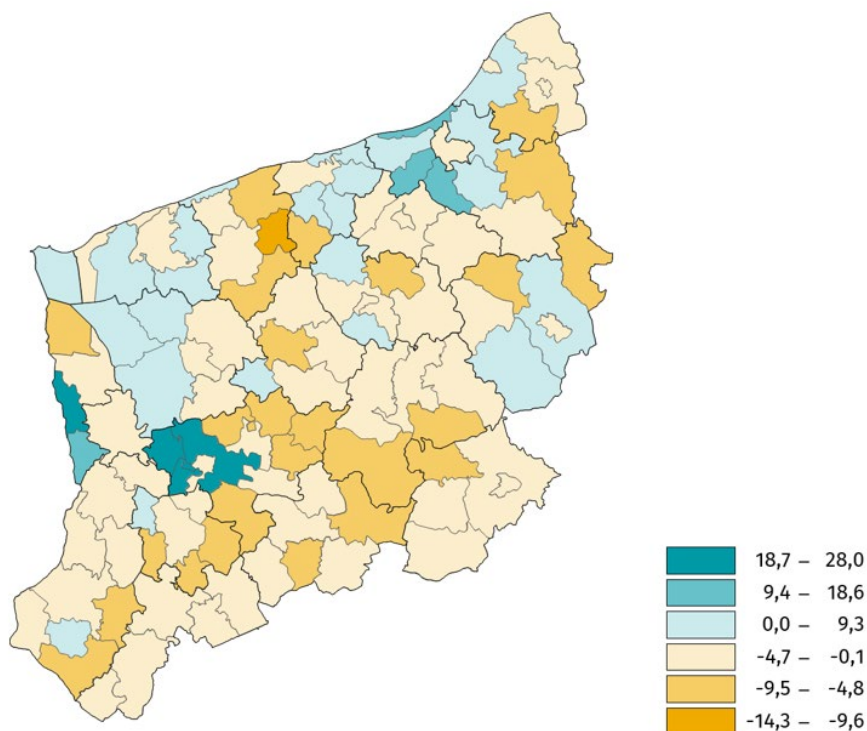 18,7 – 28,0
9,4 – 18,6
0,0 – 9,3
-4,7 – -0,1
-9,5 – -4,8
-14,3 – -9,6